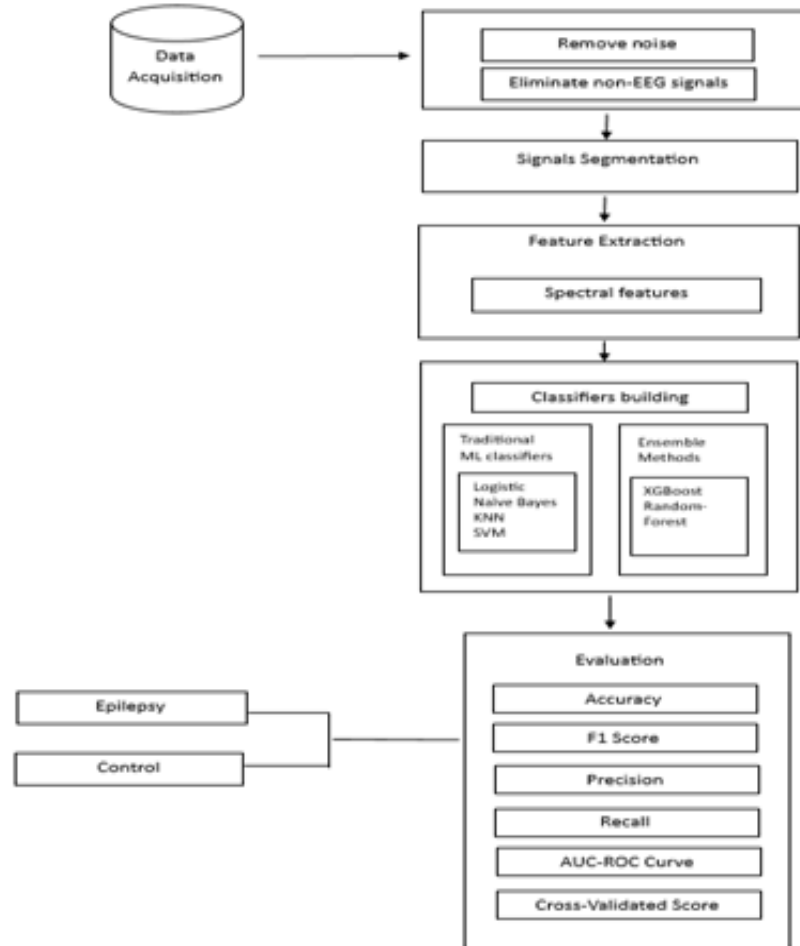 Data
Acquisition
Remove noise
Eliminate non-EEG signals
Signals Segmentation
Feature Extraction
Spectral features
Classifiers building
Traditional
ML classifiers
Logistic
Naïve Bayes
KNN
SVM
Ensemble
Methods
XGBoost
Random-
Forest
Evaluation
Accuracy
F1 Score
Precision
Recall
AUC-ROC Curve
Cross-Validated Score
Epilepsy
Control